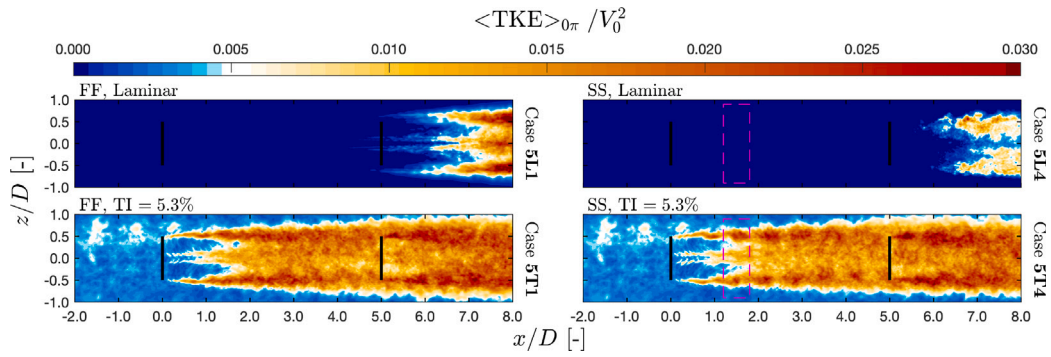 <TKE>0π /V0²
0.000 0.005 0.010 0.015 0.020 0.025 0.030
FF, Laminar
SS, Laminar
1.0
0.5
0.0
-0.5
-1.0
Case 5L1
Case 5L4
z/D [-]
FF, TI = 5.3%
SS, TI = 5.3%
1.0
0.5
0.0
-0.5
-1.0
Case 5T1
Case 5T4
-2.0 -1.0 0.0 1.0 2.0 3.0 4.0 5.0 6.0 7.0 8.0
-2.0 -1.0 0.0 1.0 2.0 3.0 4.0 5.0 6.0 7.0 8.0
x/D [-]